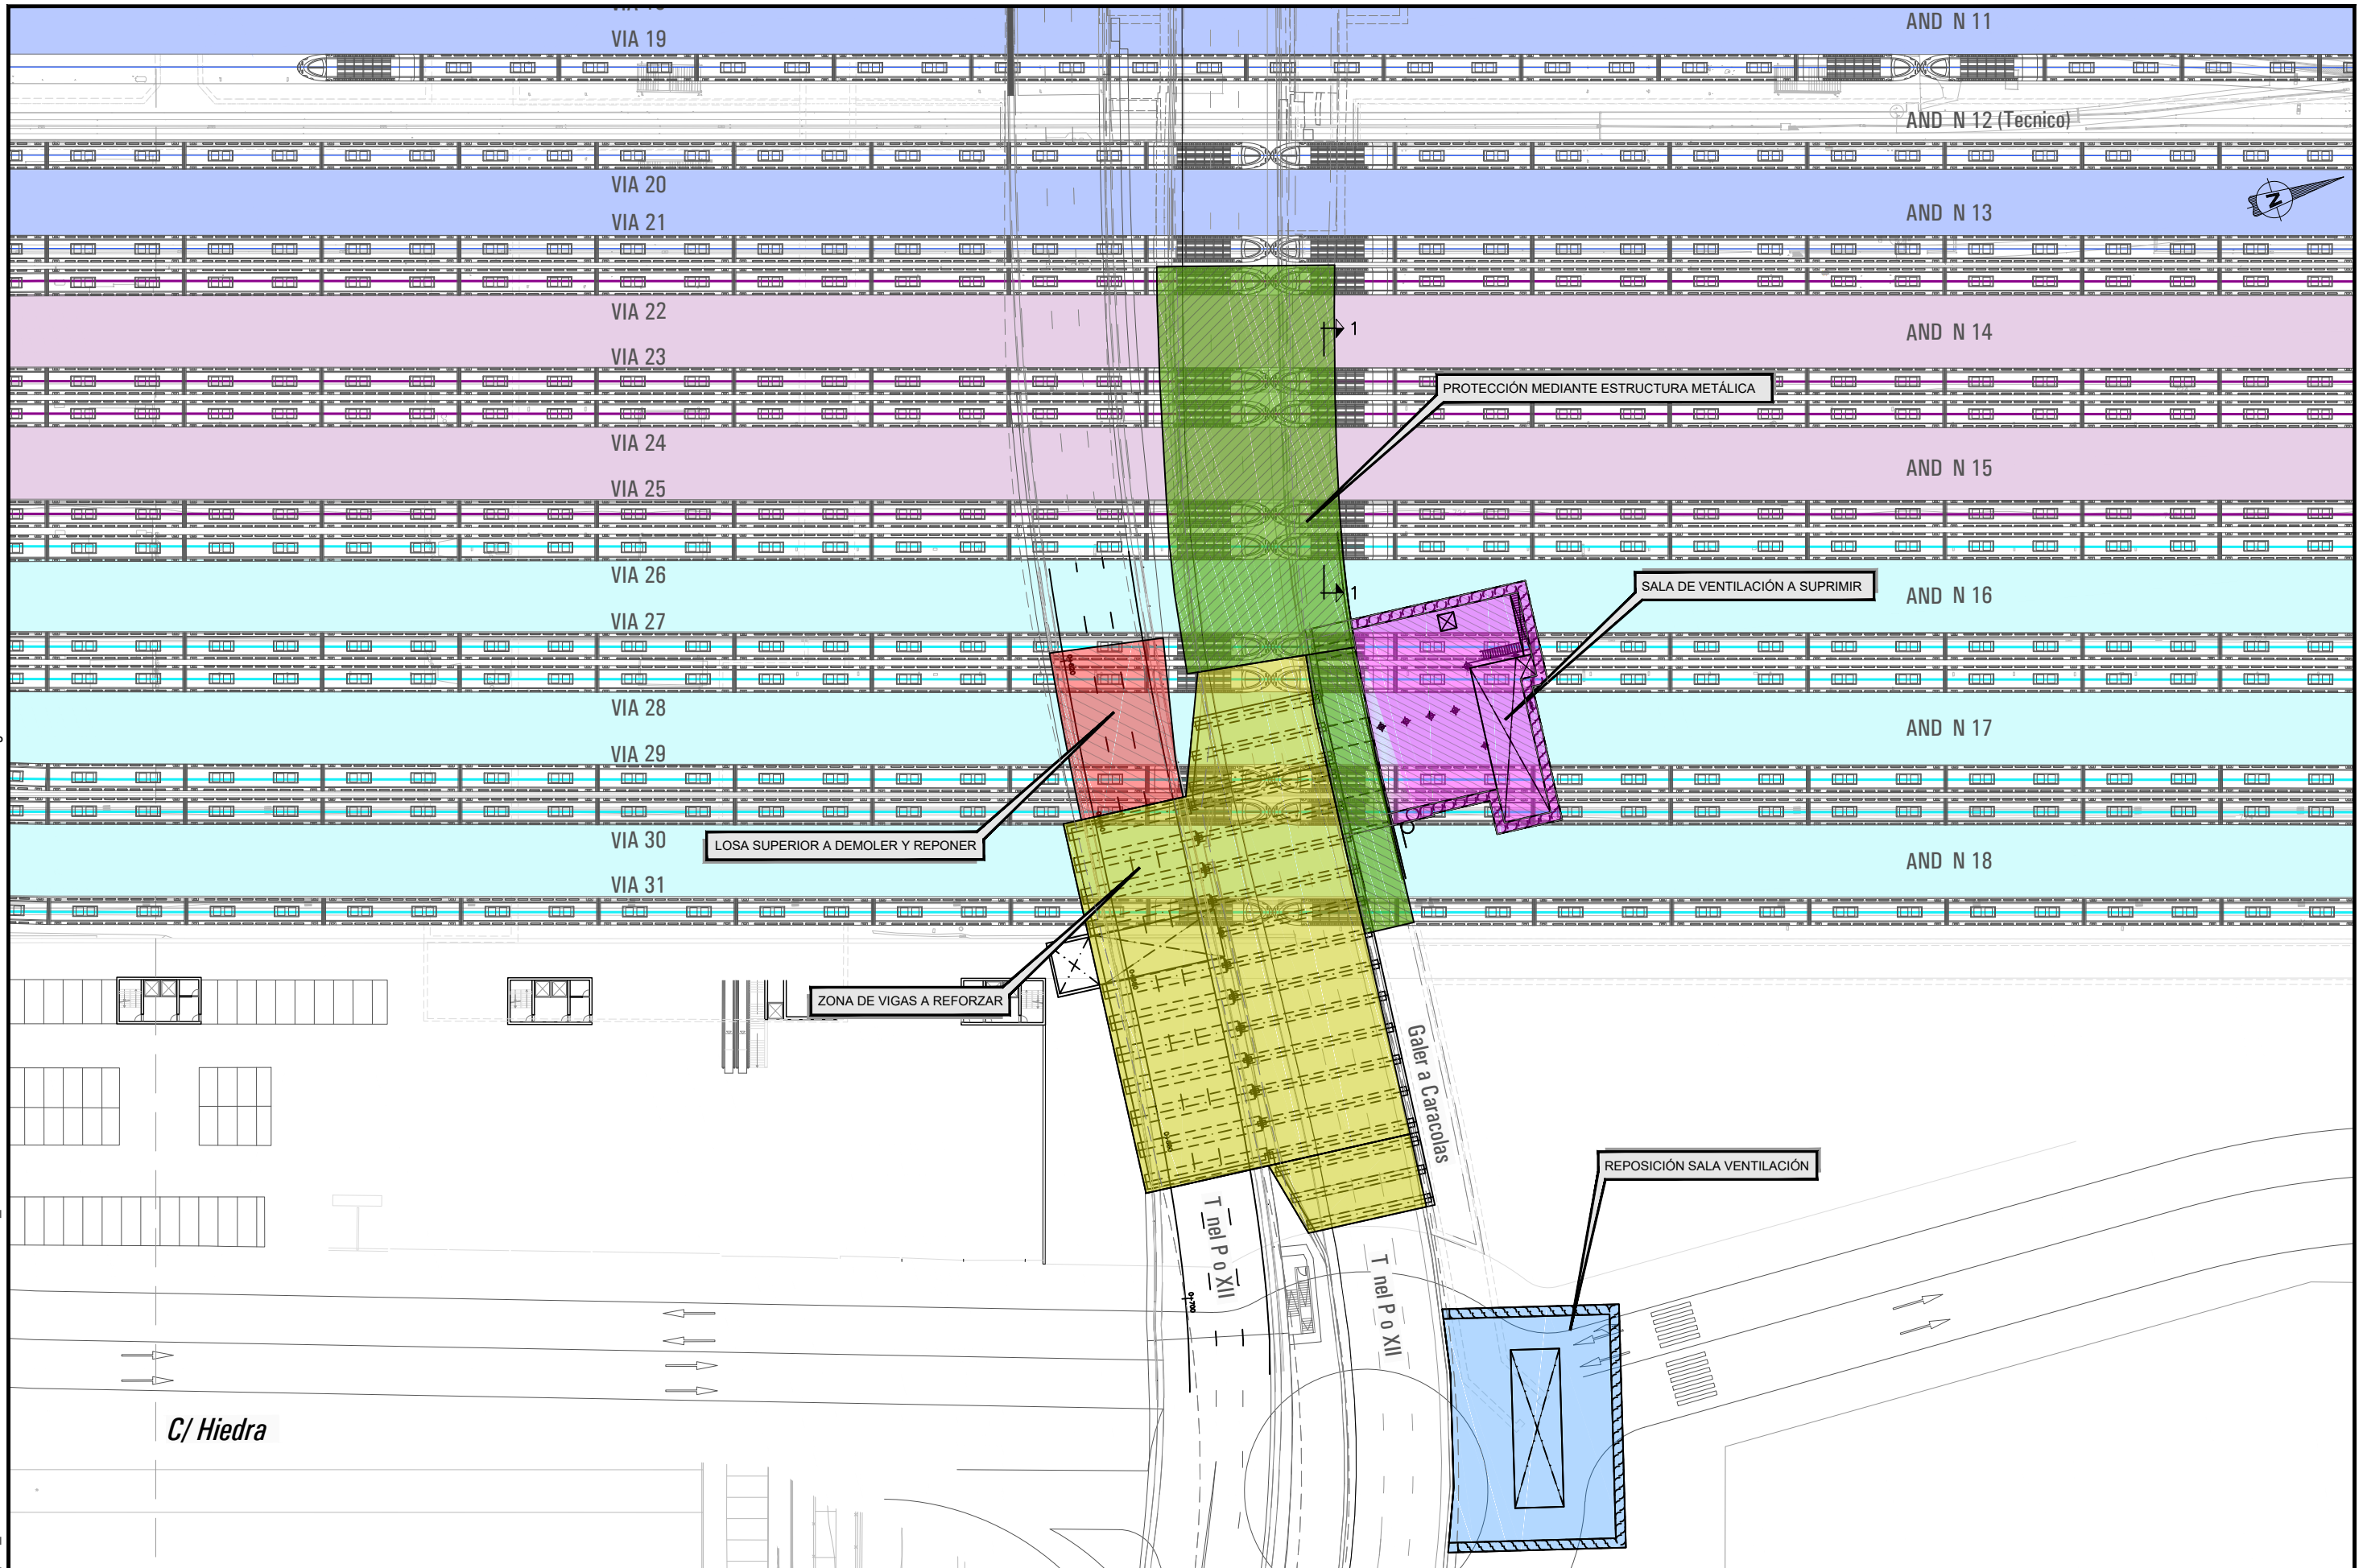 VIA 19
AND N 11
AND N 12 (Tecnico)
VIA 20
VIA 21
AND N 13
N
VIA 22
AND N 14
1
VIA 23
PROTECCIÓN MEDIANTE ESTRUCTURA METÁLICA
VIA 24
AND N 15
VIA 25
VIA 26
SALA DE VENTILACIÓN A SUPRIMIR
1
AND N 16
VIA 27
VIA 28
AND N 17
VIA 29
VIA 30
LOSA SUPERIOR A DEMOLER Y REPONER
AND N 18
VIA 31
ZONA DE VIGAS A REFORZAR
Galer a Caracolas
REPOSICIÓN SALA VENTILACIÓN
T nel P o XII
T nel P o XII
0+700
C/ Hiedra